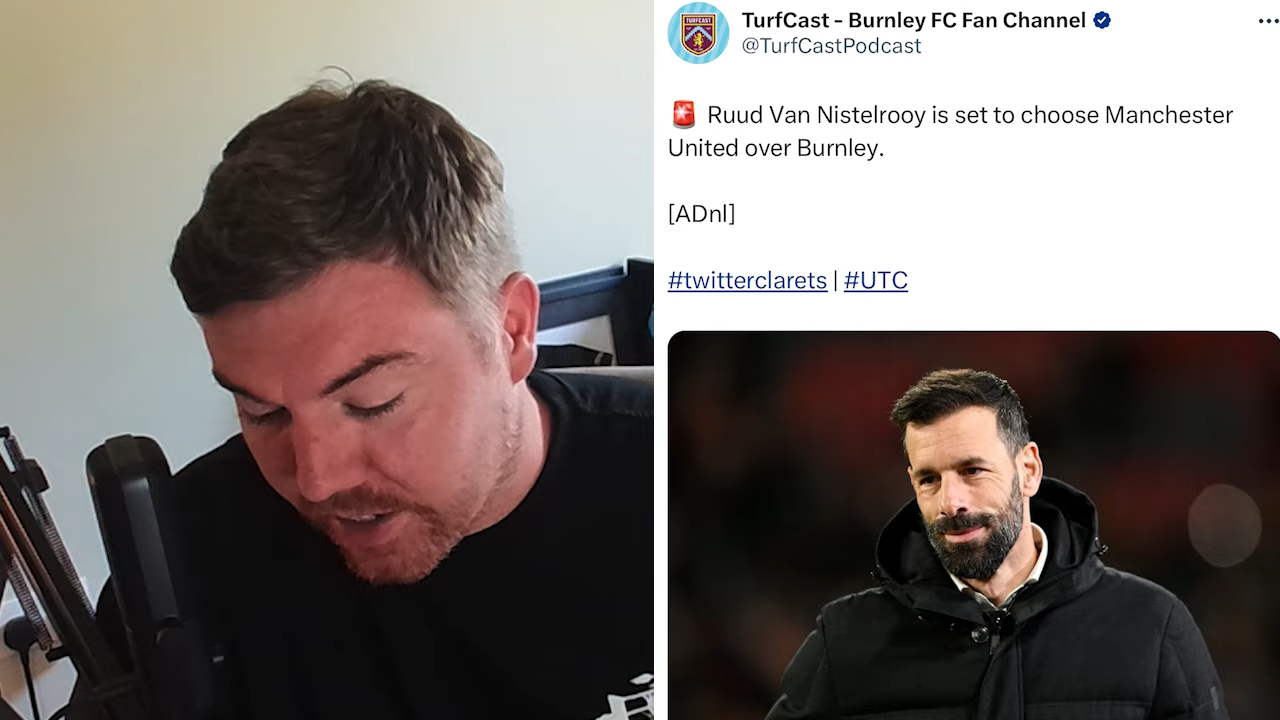 TURFCAST
TurfCast - Burnley FC Fan Channel
@TurfCastPodcast
🚨 Ruud Van Nistelrooy is set to choose Manchester
United over Burnley.
[ADnl]
#twitterclarets | #UTC